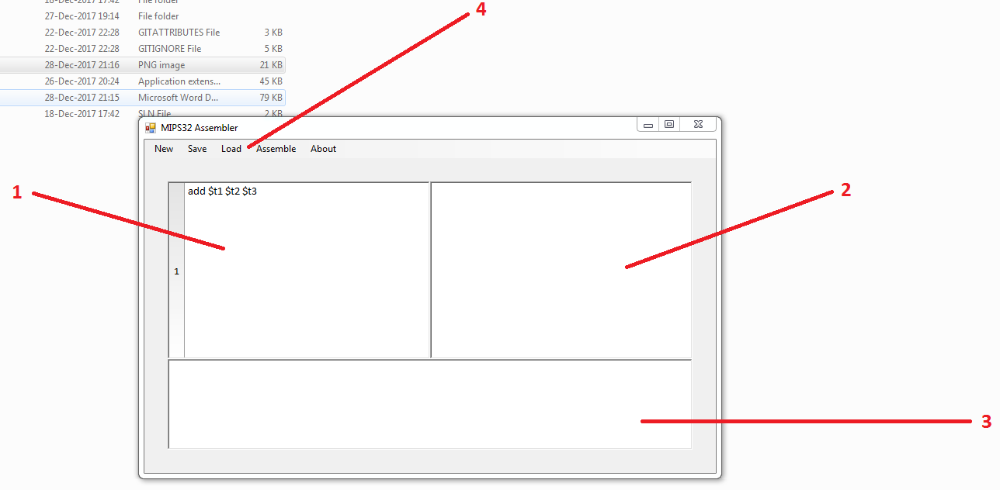 18-Dec-2017 17:42 File folder
4
27-Dec-2017 19:14 File folder
22-Dec-2017 22:28 GITATTRIBUTES File 3 KB
22-Dec-2017 22:28 GITIGNORE File 5 KB
28-Dec-2017 21:16 PNG image 21 KB
26-Dec-2017 20:24 Application extens... 45 KB
28-Dec-2017 21:15 Microsoft Word D... 79 KB
18-Dec-2017 17:42 SLN File 2 KB
MIPS32 Assembler
New Save Load Assemble About
1 add $t1 $t2 $t3 2
1
3